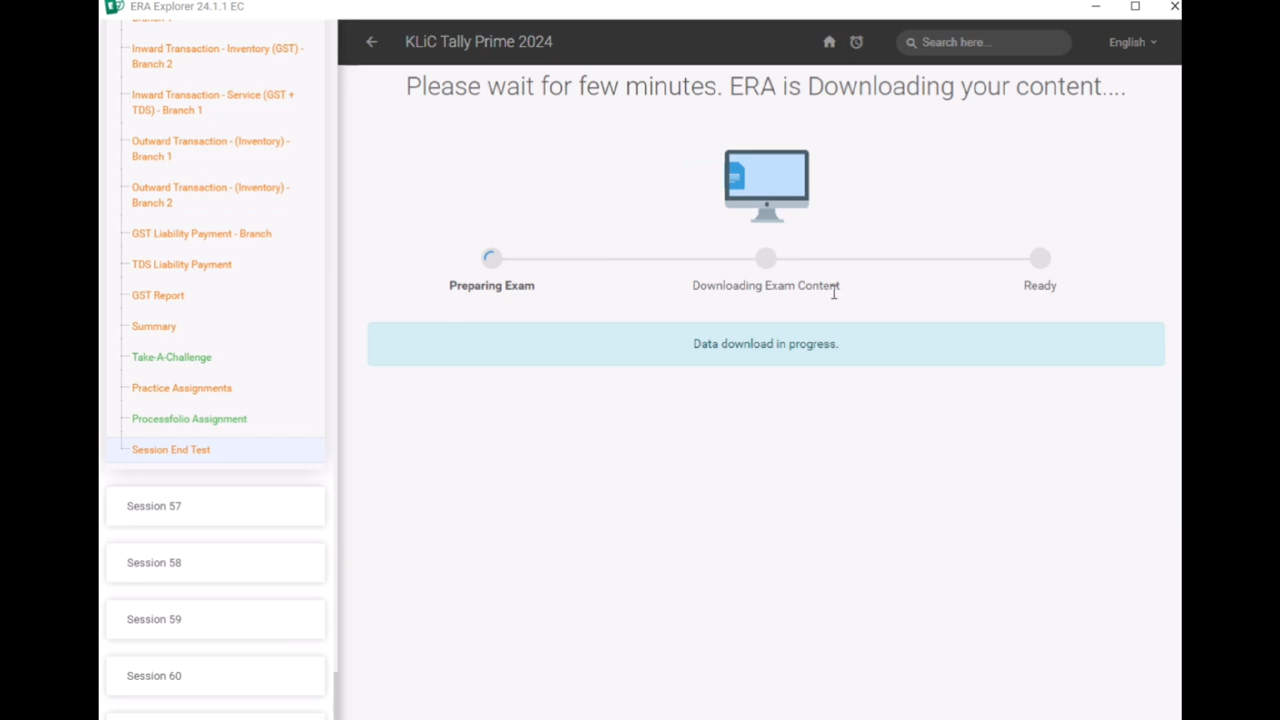 ERA Explorer 24.1.1 EC
Branch 1
Inward Transaction - Inventory (GST) -
Branch 2
Inward Transaction - Service (GST +
TDS) - Branch 1
Outward Transaction - (Inventory) -
Branch 1
Outward Transaction - (Inventory) -
Branch 2
GST Liability Payment - Branch
TDS Liability Payment
GST Report
Summary
Take-A-Challenge
Practice Assignments
Processfolio Assignment
Session End Test
Session 57
Session 58
Session 59
Session 60
KLiC Tally Prime 2024
Search here...
English
Please wait for few minutes. ERA is Downloading your content....
Preparing Exam
Downloading Exam Content
Ready
Data download in progress.